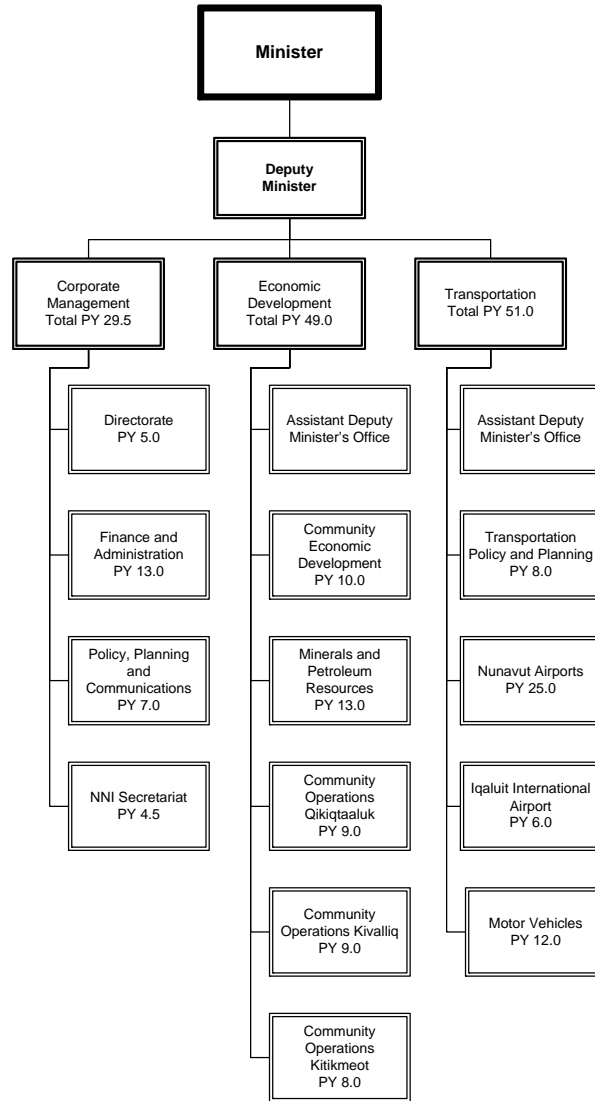 Minister
Deputy
Minister
Corporate
Management
Total PY 29.5
Economic
Development
Total PY 49.0
Transportation
Total PY 51.0
Directorate
PY 5.0
Finance and
Administration
PY 13.0
Policy, Planning
and
Communications
PY 7.0
NNI Secretariat
PY 4.5
Assistant Deputy
Minister’s Office
Community
Economic
Development
PY 10.0
Minerals and
Petroleum
Resources
PY 13.0
Community
Operations
Qikiqtaaluk
PY 9.0
Community
Operations Kivalliq
PY 9.0
Community
Operations
Kitikmeot
PY 8.0
Assistant Deputy
Minister’s Office
Transportation
Policy and Planning
PY 8.0
Nunavut Airports
PY 25.0
Iqaluit International
Airport
PY 6.0
Motor Vehicles
PY 12.0